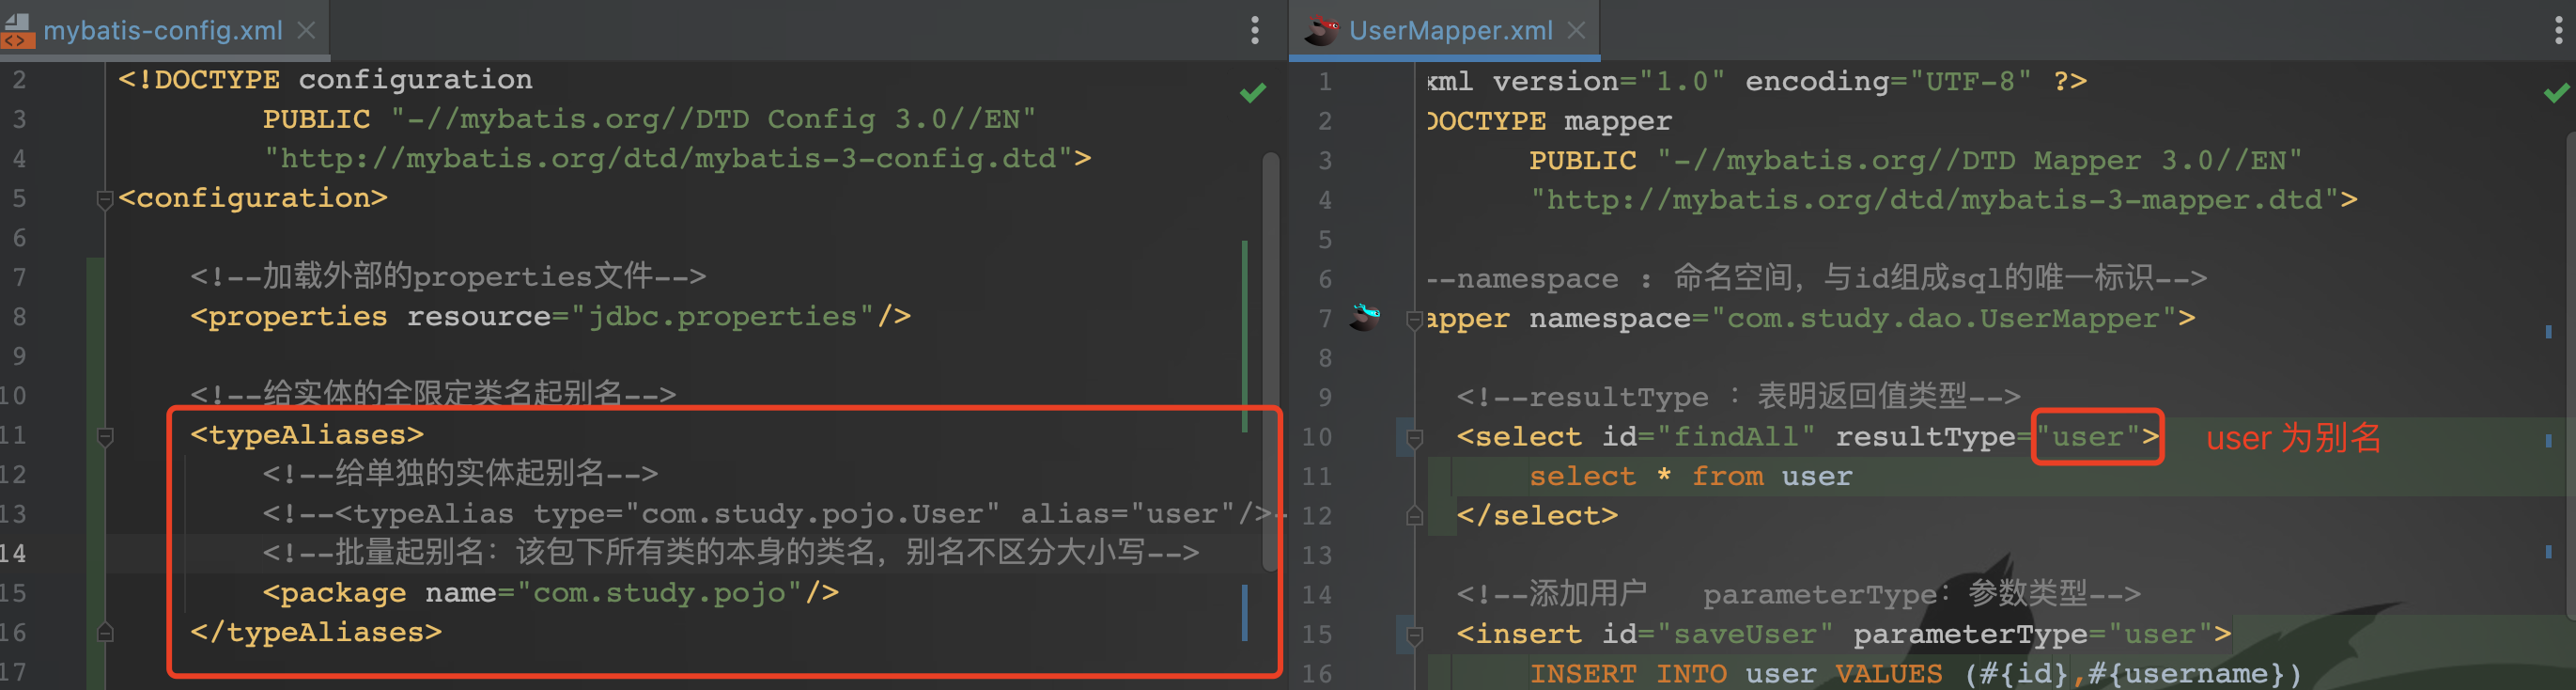 mybatis-config.xml
2 <!DOCTYPE configuration
3 PUBLIC "-//mybatis.org//DTD Config 3.0//EN"
4 "http://mybatis.org/dtd/mybatis-3-config.dtd">
5 <configuration>
6
7 <!--加载外部的properties文件-->
8 <properties resource="jdbc.properties"/>
9
10 <!--给实体的全限定类名起别名-->
11 <typeAliases>
12 <!--给单独的实体起别名-->
13 <!--<typeAlias type="com.study.pojo.User" alias="user"/>-
14 <!--批量起别名：该包下所有类的本身的类名，别名不区分大小写-->
15 <package name="com.study.pojo"/>
16 </typeAliases>
17
UserMapper.xml
1 xml version="1.0" encoding="UTF-8" ?>
2 DOCTYPE mapper
3 PUBLIC "-//mybatis.org//DTD Mapper 3.0//EN"
4 "http://mybatis.org/dtd/mybatis-3-mapper.dtd">
5
6 --namespace : 命名空间，与id组成sql的唯一标识-->
7 apper namespace="com.study.dao.UserMapper">
8
9 <!--resultType : 表明返回值类型-->
10 <select id="findAll" resultType="user"> user 为别名
11 select * from user
12 </select>
13
14 <!--添加用户 parameterType：参数类型-->
15 <insert id="saveUser" parameterType="user">
16 INSERT INTO user VALUES (#{id},#{username})